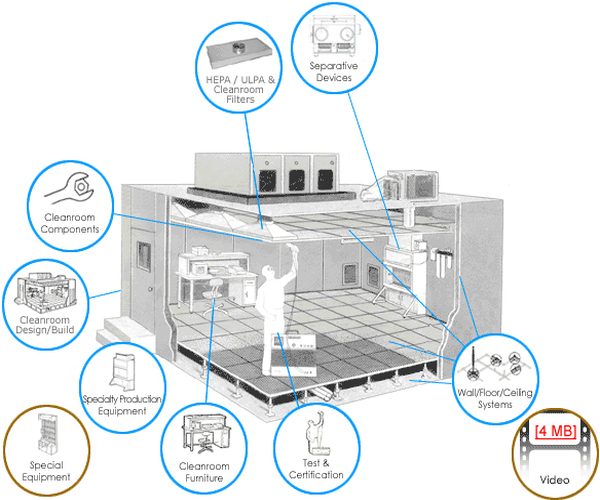 HEPA / ULPA &
Cleanroom
Filters
Separative
Devices
Cleanroom
Components
Cleanroom
Design/Build
Specialty Production
Equipment
Wall/Floor/Ceiling
Systems
Special
Equipment
Cleanroom
Furniture
Test &
Certification
[4 MB]
Video